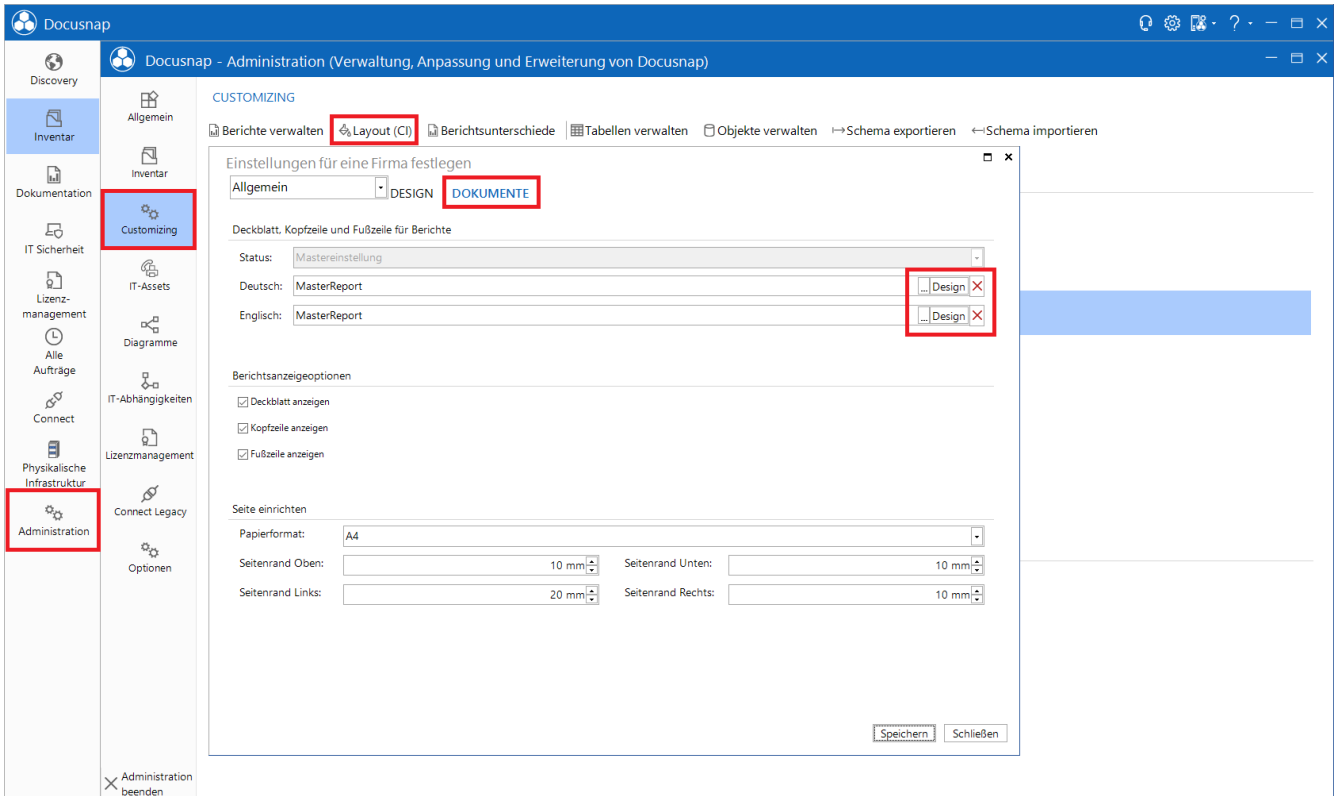 Docusnap
?
Discovery
Inventar
Dokumentation
IT Sicherheit
Lizenz-
management
Alle
Aufträge
Connect
Physikalische
Infrastruktur
Administration
Docusnap - Administration (Verwaltung, Anpassung und Erweiterung von Docusnap)
Allgemein
Inventar
Customizing
IT-Assets
Diagramme
IT-Abhängigkeiten
Lizenzmanagement
Connect Legacy
Optionen
Administration
beenden
CUSTOMIZING
Berichte verwalten Layout (CI) Berichtsunterschiede Tabellen verwalten Objekte verwalten Schema exportieren Schema importieren
Einstellungen für eine Firma festlegen
Allgemein DESIGN DOKUMENTE
Deckblatt, Kopfzeile und Fußzeile für Berichte
Status: Mastereinstellung
Deutsch: MasterReport ... Design
Englisch: MasterReport ... Design
Berichtsanzeigeoptionen
Deckblatt anzeigen
Kopfzeile anzeigen
Fußzeile anzeigen
Seite einrichten
Papierformat: A4
Seitenrand Oben: 10 mm Seitenrand Unten: 10 mm
Seitenrand Links: 20 mm Seitenrand Rechts: 10 mm
Speichern Schließen